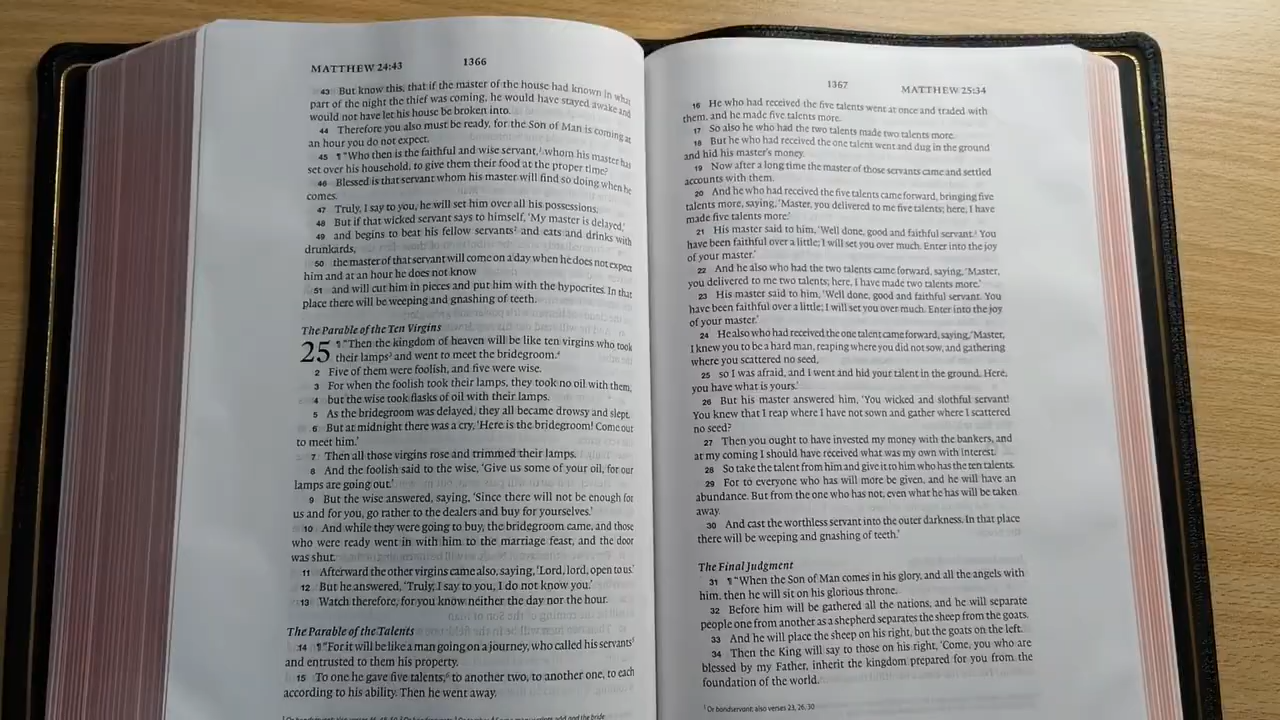 MATTHEW 24:43 1366
43 But know this, that if the master of the house had known in what
part of the night the thief was coming, he would have stayed awake and
would not have let his house be broken into.
44 Therefore you also must be ready, for the Son of Man is coming at
an hour you do not expect.
45 ¶ "Who then is the faithful and wise servant,¹ whom his master has
set over his household, to give them their food at the proper time?
46 Blessed is that servant whom his master will find so doing when he
comes.
47 Truly, I say to you, he will set him over all his possessions.
48 But if that wicked servant says to himself, 'My master is delayed,'
49 and begins to beat his fellow servants² and eats and drinks with
drunkards,
50 the master of that servant will come on a day when he does not expect
him and at an hour he does not know
51 and will cut him in pieces and put him with the hypocrites. In that
place there will be weeping and gnashing of teeth.
The Parable of the Ten Virgins
25 ¶ "Then the kingdom of heaven will be like ten virgins who took
their lamps³ and went to meet the bridegroom.⁴
2 Five of them were foolish, and five were wise.
3 For when the foolish took their lamps, they took no oil with them,
4 but the wise took flasks of oil with their lamps.
5 As the bridegroom was delayed, they all became drowsy and slept.
6 But at midnight there was a cry, 'Here is the bridegroom! Come out
to meet him.'
7 Then all those virgins rose and trimmed their lamps.
8 And the foolish said to the wise, 'Give us some of your oil, for our
lamps are going out.'
9 But the wise answered, saying, 'Since there will not be enough for
us and for you, go rather to the dealers and buy for yourselves.'
10 And while they were going to buy, the bridegroom came, and those
who were ready went in with him to the marriage feast, and the door
was shut.
11 Afterward the other virgins came also, saying, 'Lord, lord, open to us.'
12 But he answered, 'Truly, I say to you, I do not know you.'
13 Watch therefore, for you know neither the day nor the hour.
The Parable of the Talents
14 ¶ "For it will be like a man going on a journey, who called his servants⁵
and entrusted to them his property.
15 To one he gave five talents,⁶ to another two, to another one, to each
according to his ability. Then he went away.
1367 MATTHEW 25:34
16 He who had received the five talents went at once and traded with
them, and he made five talents more.
17 So also he who had the two talents made two talents more.
18 But he who had received the one talent went and dug in the ground
and hid his master's money.
19 Now after a long time the master of those servants came and settled
accounts with them.
20 And he who had received the five talents came forward, bringing five
talents more, saying, 'Master, you delivered to me five talents; here, I have
made five talents more.'
21 His master said to him, 'Well done, good and faithful servant.¹ You
have been faithful over a little; I will set you over much. Enter into the joy
of your master.'
22 And he also who had the two talents came forward, saying, 'Master,
you delivered to me two talents; here, I have made two talents more.'
23 His master said to him, 'Well done, good and faithful servant. You
have been faithful over a little; I will set you over much. Enter into the joy
of your master.'
24 He also who had received the one talent came forward, saying, 'Master,
I knew you to be a hard man, reaping where you did not sow, and gathering
where you scattered no seed,
25 so I was afraid, and I went and hid your talent in the ground. Here,
you have what is yours.'
26 But his master answered him, 'You wicked and slothful servant!
You knew that I reap where I have not sown and gather where I scattered
no seed?
27 Then you ought to have invested my money with the bankers, and
at my coming I should have received what was my own with interest.
28 So take the talent from him and give it to him who has the ten talents.
29 For to everyone who has will more be given, and he will have an
abundance. But from the one who has not, even what he has will be taken
away.
30 And cast the worthless servant into the outer darkness. In that place
there will be weeping and gnashing of teeth.'
The Final Judgment
31 ¶ "When the Son of Man comes in his glory, and all the angels with
him, then he will sit on his glorious throne.
32 Before him will be gathered all the nations, and he will separate
people one from another as a shepherd separates the sheep from the goats.
33 And he will place the sheep on his right, but the goats on the left.
34 Then the King will say to those on his right, 'Come, you who are
blessed by my Father, inherit the kingdom prepared for you from the
foundation of the world.
¹ Or bondservant; also verses 23, 26, 30